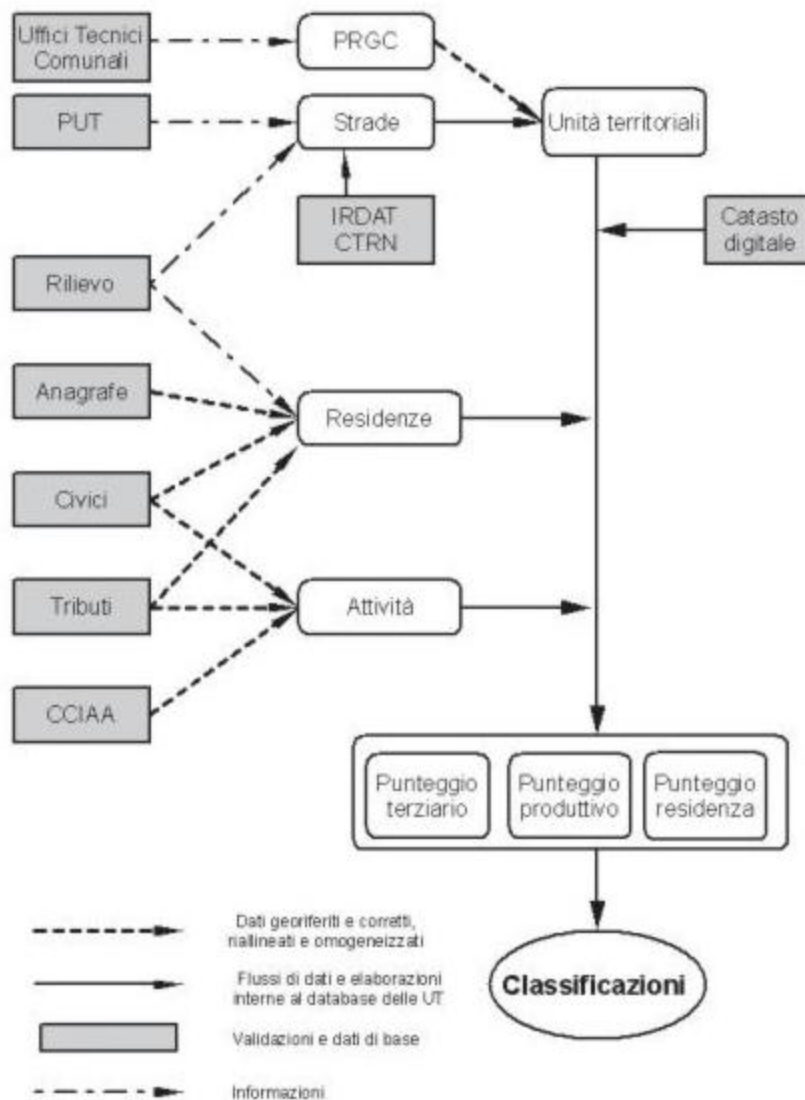 Uffici Tecnici
Comunali
PRGC
PUT
Strade
Unità territoriali
IRDAT
CTRN
Catasto
digitale
Rilievo
Anagrafe
Residenze
Civici
Tributi
Attività
CCIAA
Punteggio
terziario
Punteggio
produttivo
Punteggio
residenza
Dati georiferiti e corretti,
riallineati e omogeneizzati
Flussi di dati e elaborazioni
interne al database delle UT
Classificazioni
Validazioni e dati di base
Informazioni